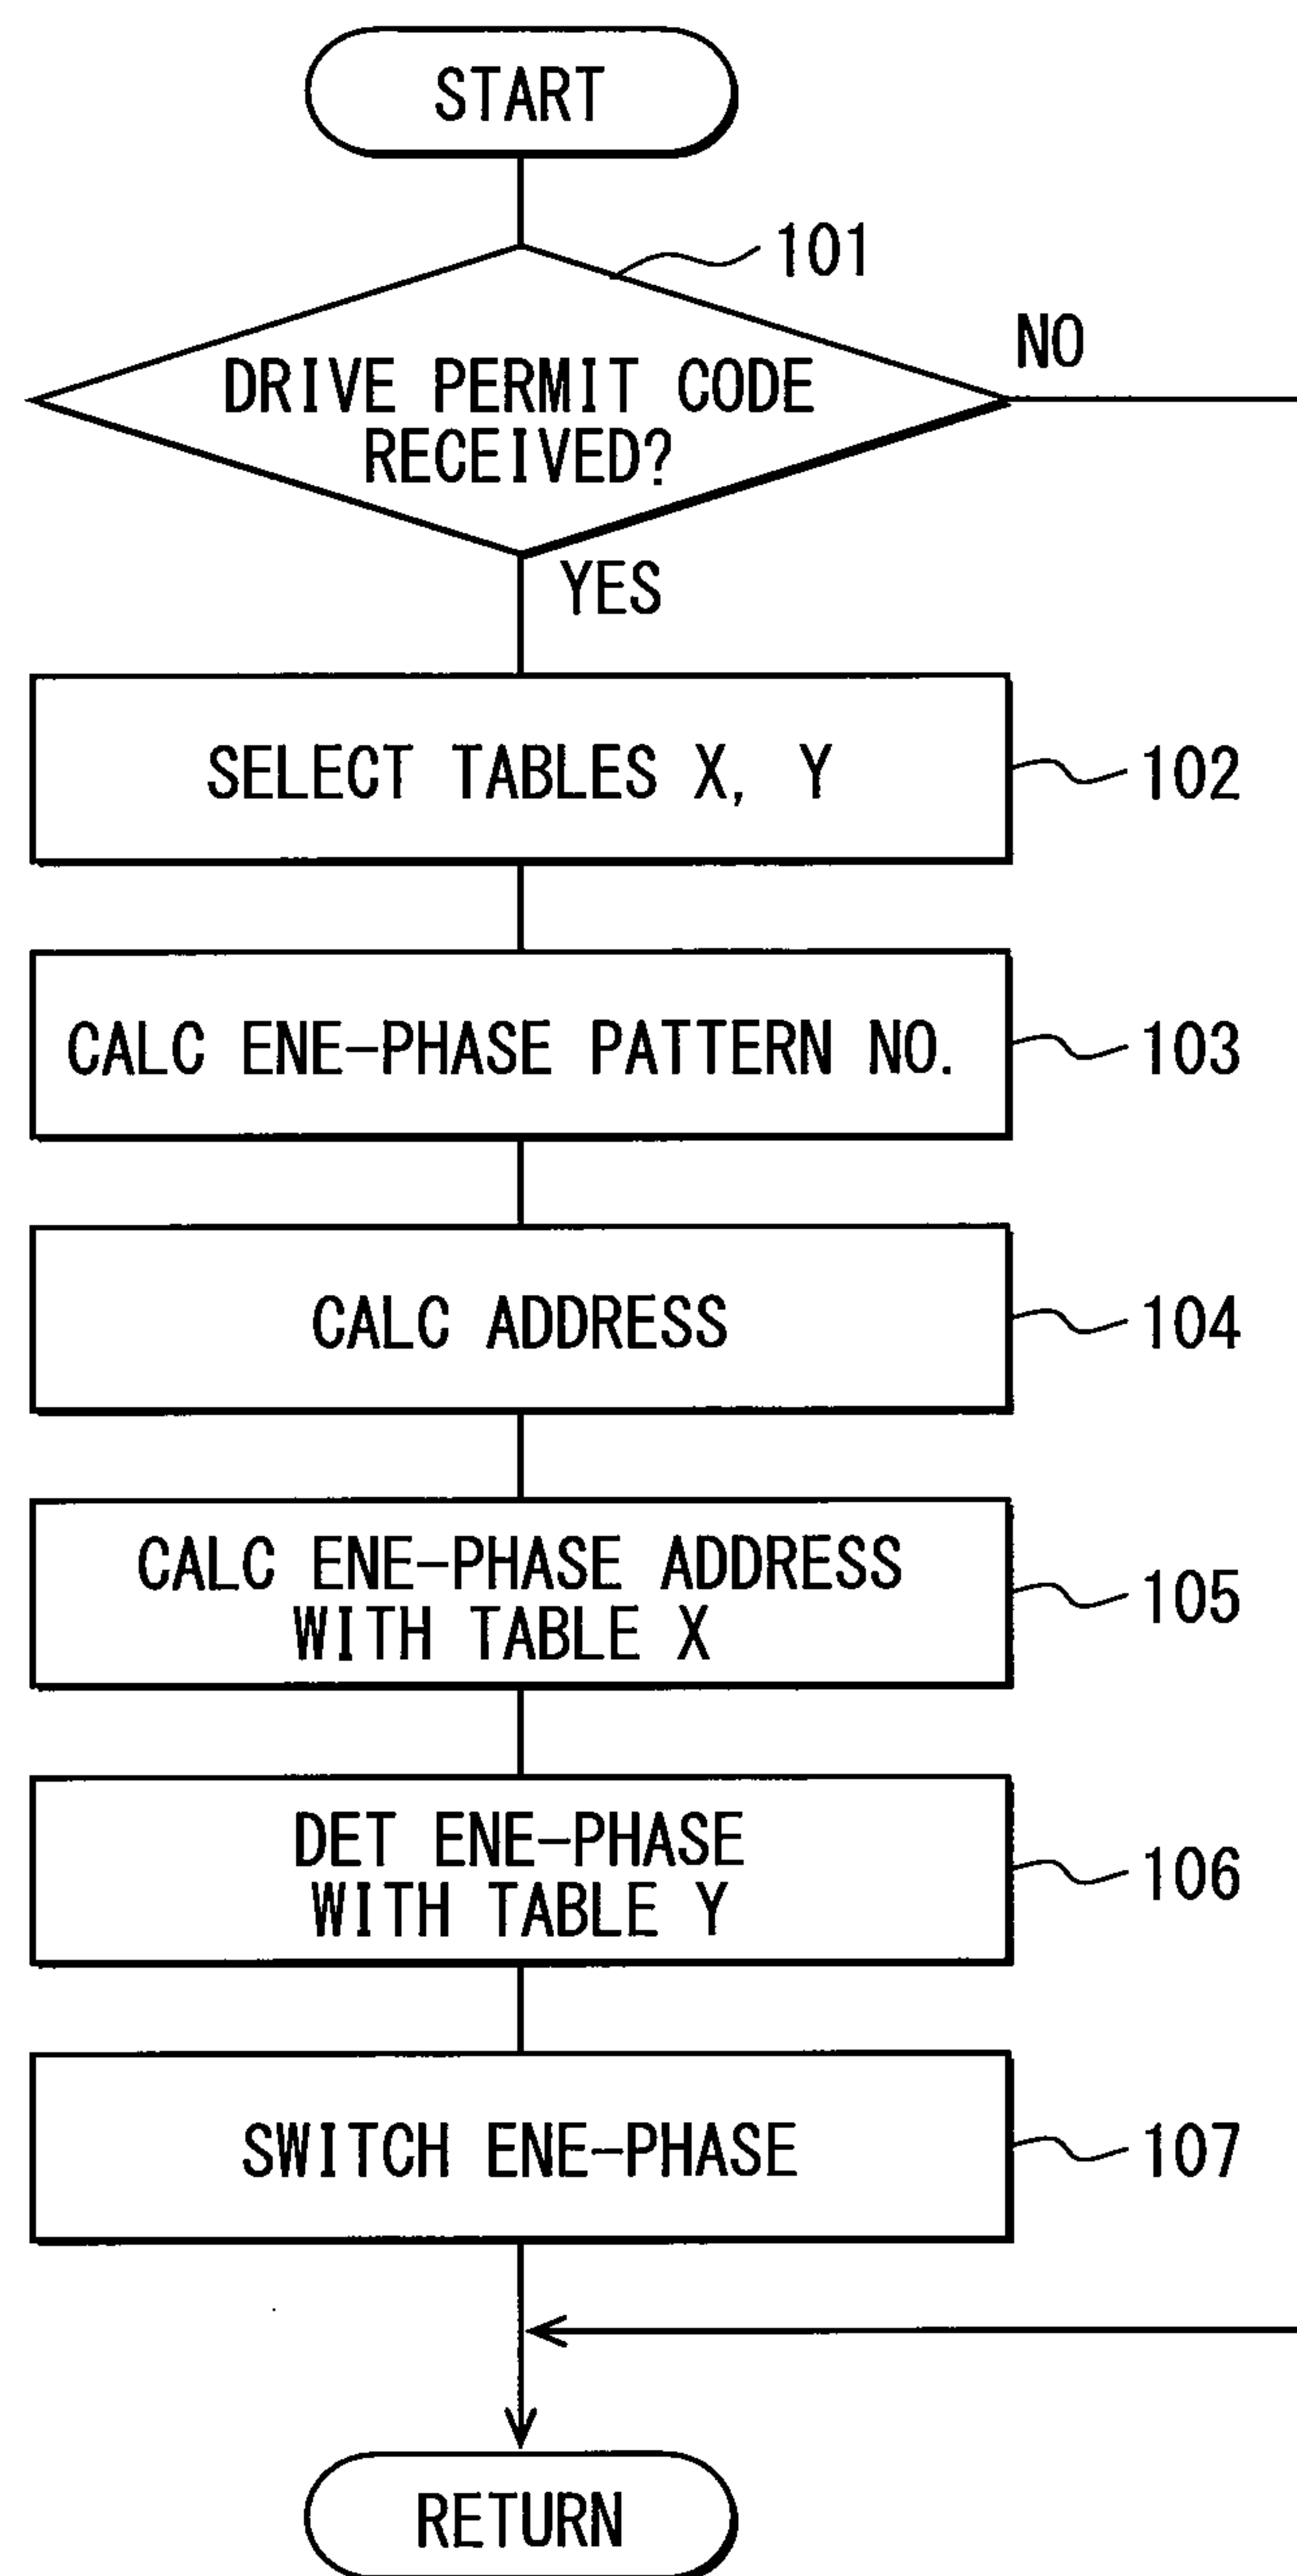 START
101
DRIVE PERMIT CODE
RECEIVED?
NO
YES
SELECT TABLES X, Y
102
CALC ENE-PHASE PATTERN NO.
103
CALC ADDRESS
104
CALC ENE-PHASE ADDRESS
WITH TABLE X
105
DET ENE-PHASE
WITH TABLE Y
106
SWITCH ENE-PHASE
107
RETURN